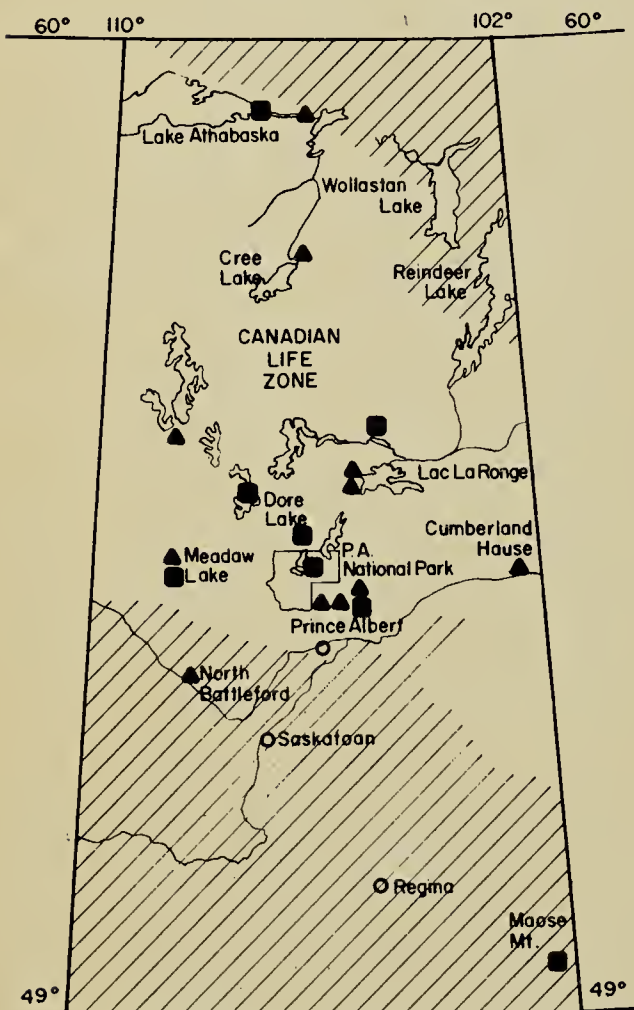 60° 110° 102° 60°
Lake Athabaska
Wollastan
Lake
Cree
Lake
Reindeer
Lake
CANADIAN
LIFE
ZONE
Lac La Ronge
Dore
Lake
Cumberland
Hause
P.A.
National Park
Meadaw
Lake
Prince Albert
North
Battleford
Saskataan
Regina
Maose
Mt.
49° 49°